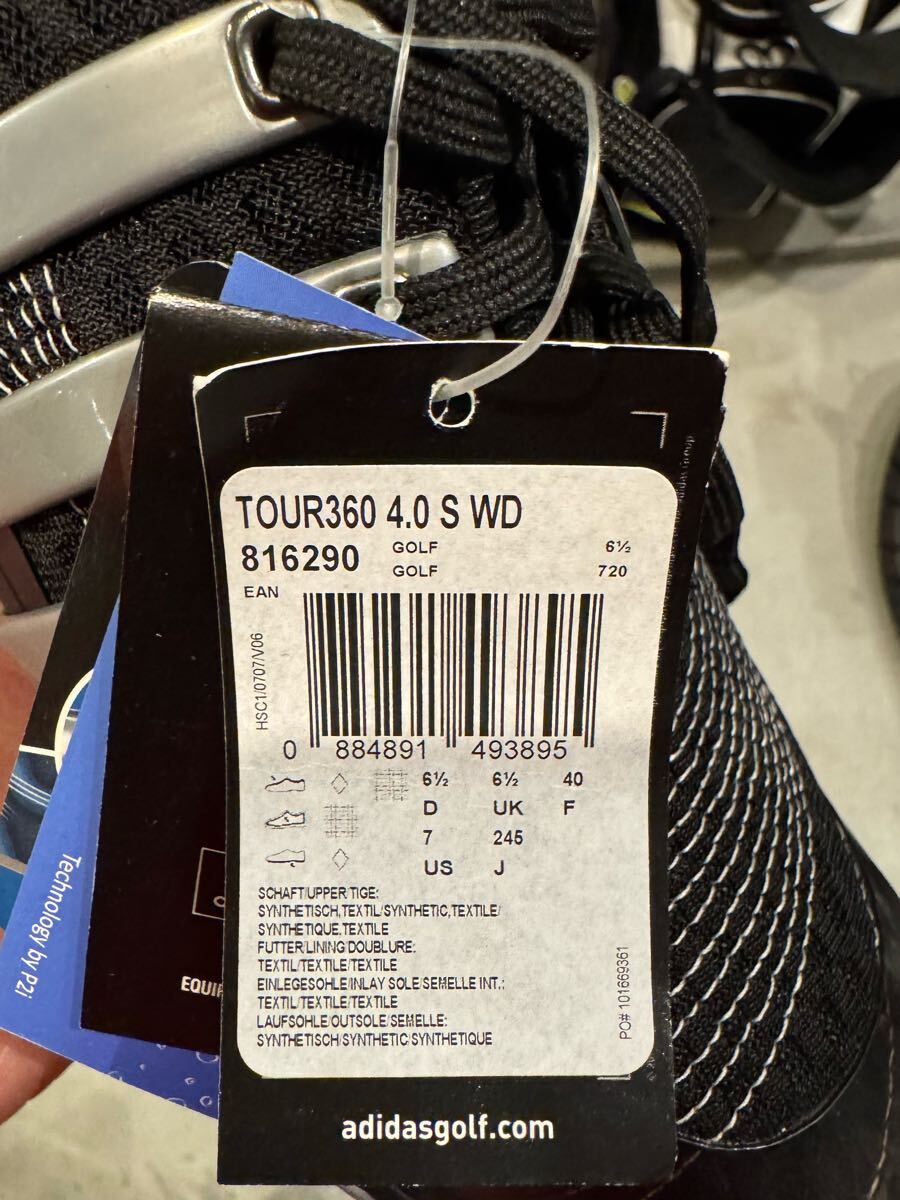 TOUR360 4.0 S WD
816290 GOLF 6½
GOLF 720
EAN
HSC1/0707/V06
0 884891 493895
6½ 6½ 40
D UK F
7 245
US J
SCHAFT/UPPER/TIGE:
SYNTHETISCH,TEXTIL/SYNTHETIC,TEXTILE/
SYNTHETIQUE,TEXTILE
FUTTER/LINING/DOUBLURE:
TEXTIL/TEXTILE/TEXTILE
EINLEGESOHLE/INLAY SOLE/SEMELLE INT.:
TEXTIL/TEXTILE/TEXTILE
LAUFSOHLE/OUTSOLE/SEMELLE:
SYNTHETISCH/SYNTHETIC/SYNTHETIQUE
PO# 101669361
adidasgolf.com
Technology by P2i